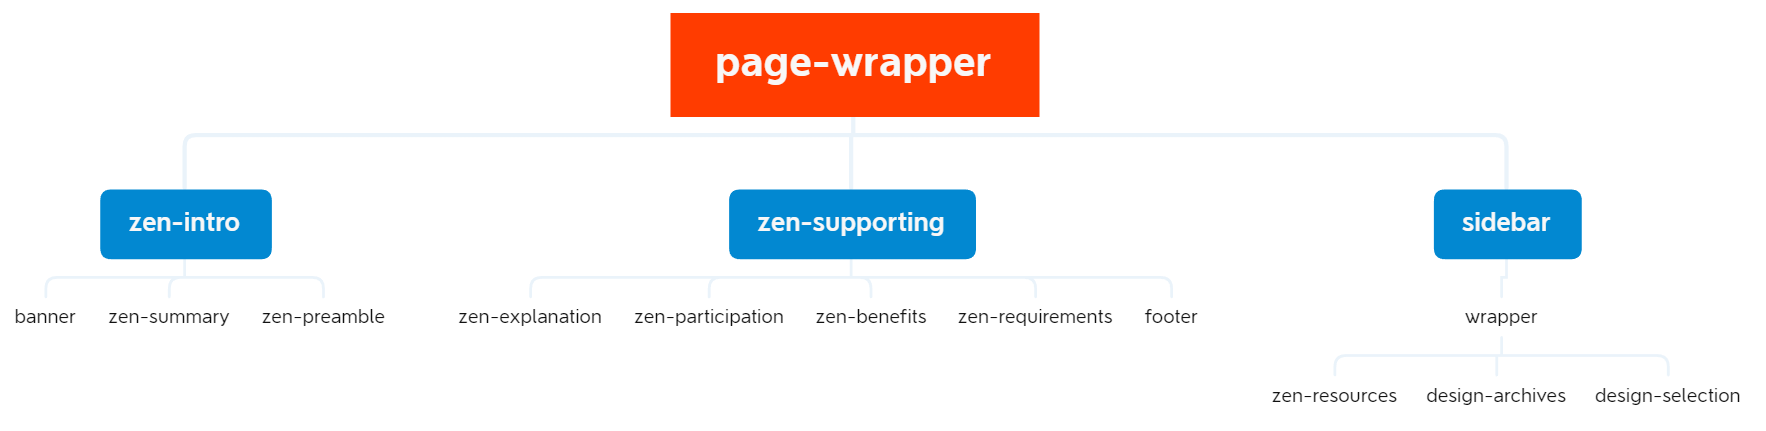 page-wrapper
zen-intro
zen-supporting
sidebar
banner
zen-summary
zen-preamble
zen-explanation
zen-participation
zen-benefits
zen-requirements
footer
wrapper
zen-resources
design-archives
design-selection